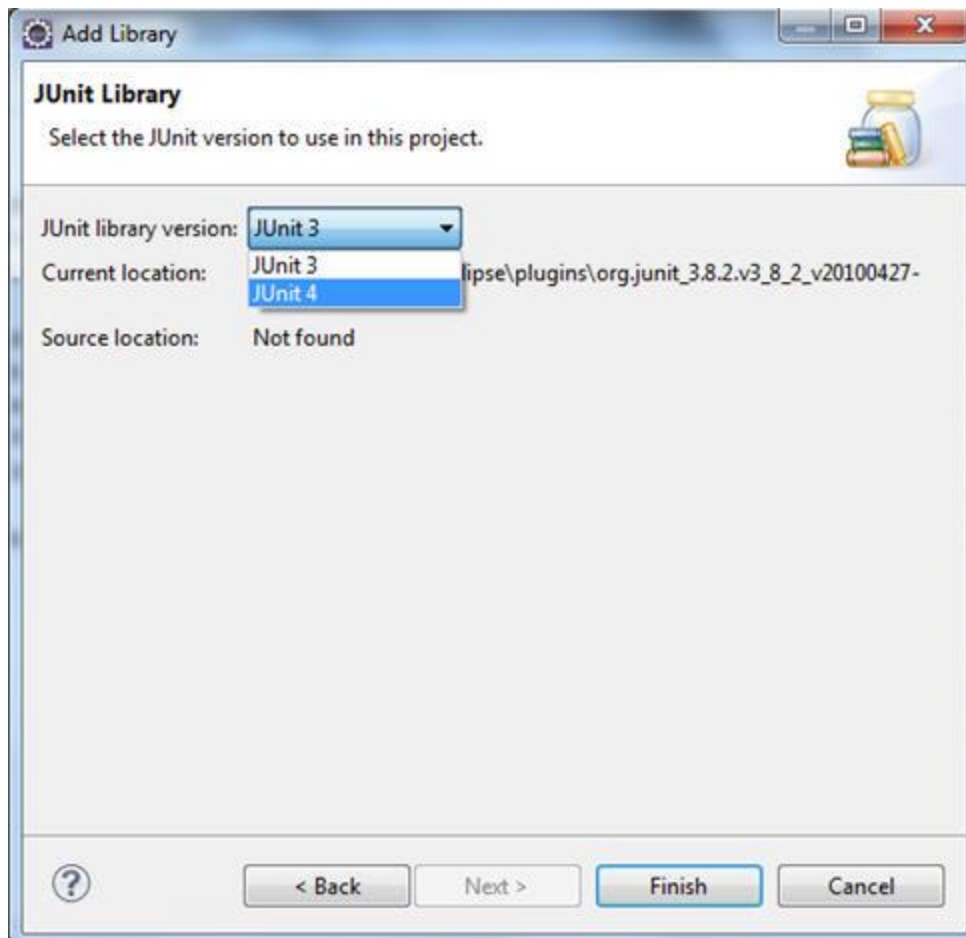 Add Library
JUnit Library
Select the JUnit version to use in this project.
JUnit library version: JUnit 3
JUnit 3
JUnit 4
Current location: lipse\plugins\org.junit_3.8.2.v3_8_2_v20100427-
Source location: Not found
?
< Back Next > Finish Cancel